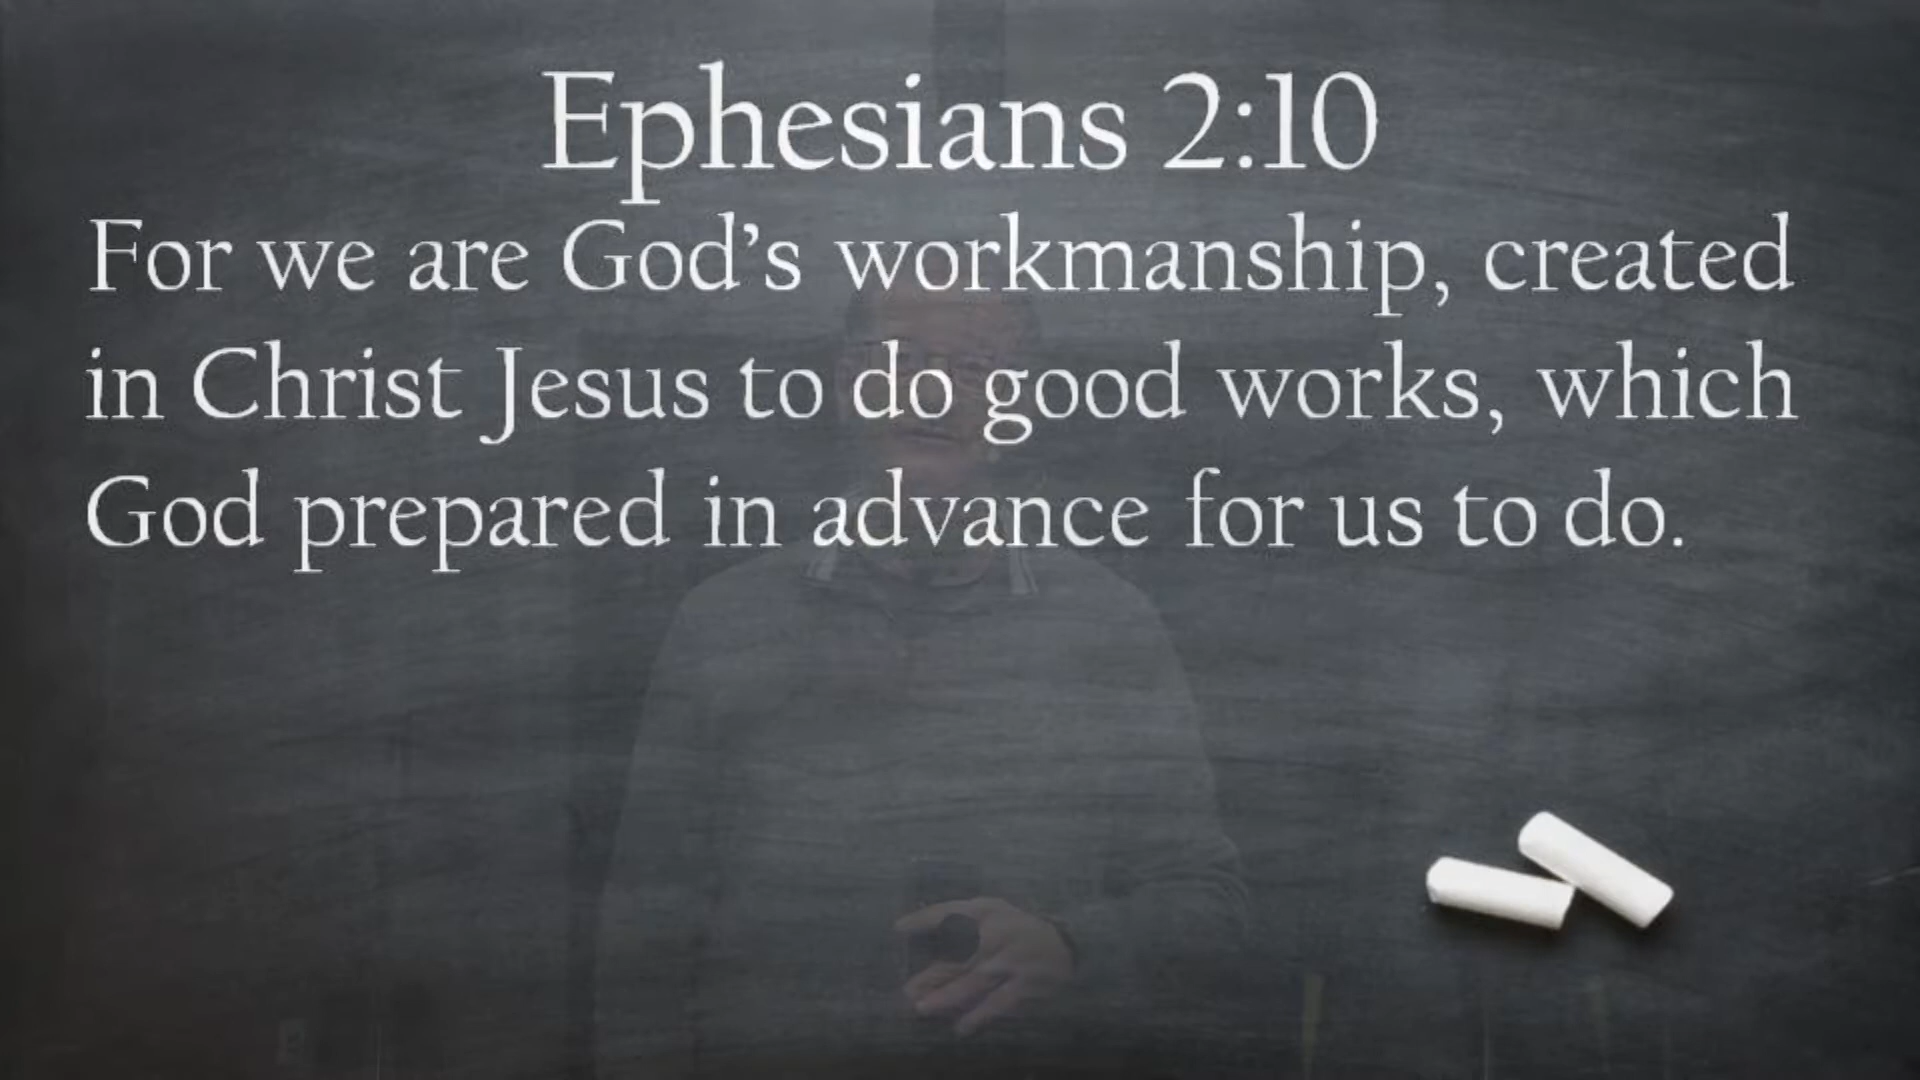 Ephesians 2:10
For we are God’s workmanship, created
in Christ Jesus to do good works, which
God prepared in advance for us to do.